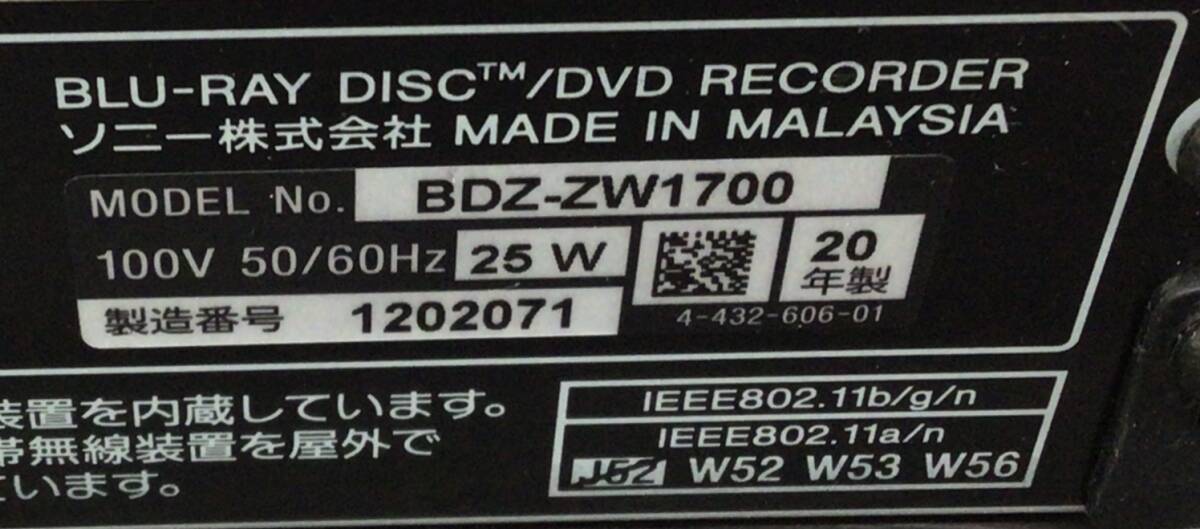 BLU-RAY DISC™/DVD RECORDER
ソニー株式会社 MADE IN MALAYSIA
MODEL No. BDZ-ZW1700
100V 50/60Hz 25 W
20
年製
製造番号 1202071
4-432-606-01
装置を内蔵しています。
帯無線装置を屋外で
ています。
IEEE802.11b/g/n
IEEE802.11a/n
J52 W52 W53 W56